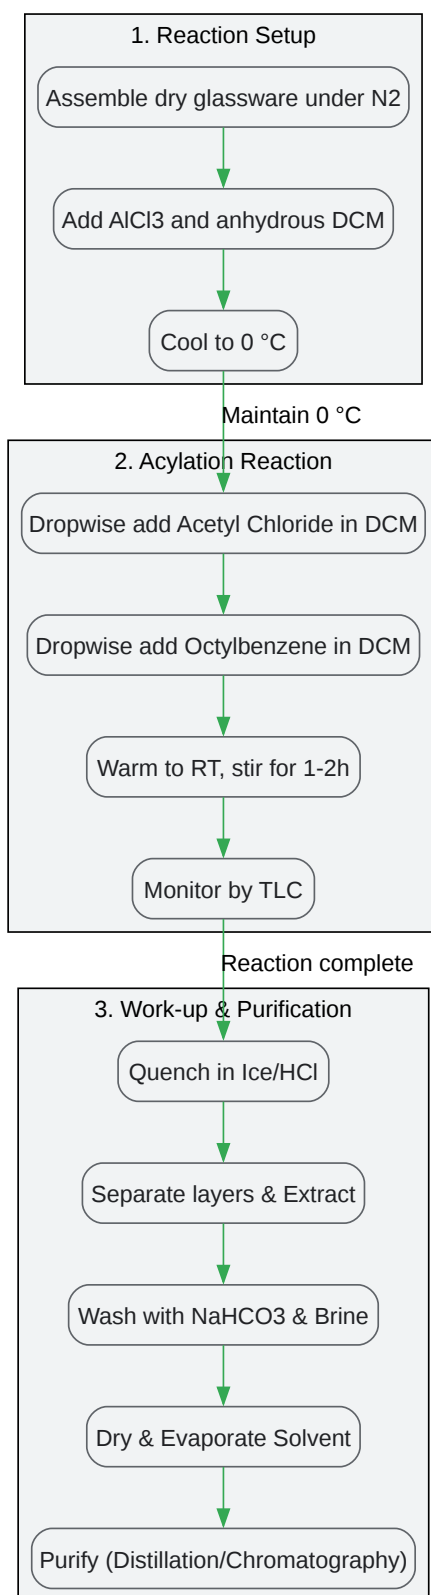 1. Reaction Setup
Assemble dry glassware under N2
Add AlCl3 and anhydrous DCM
Cool to 0 °C
Maintain 0 °C
2. Acylation Reaction
Dropwise add Acetyl Chloride in DCM
Dropwise add Octylbenzene in DCM
Warm to RT, stir for 1-2h
Monitor by TLC
Reaction complete
3. Work-up & Purification
Quench in Ice/HCl
Separate layers & Extract
Wash with NaHCO3 & Brine
Dry & Evaporate Solvent
Purify (Distillation/Chromatography)